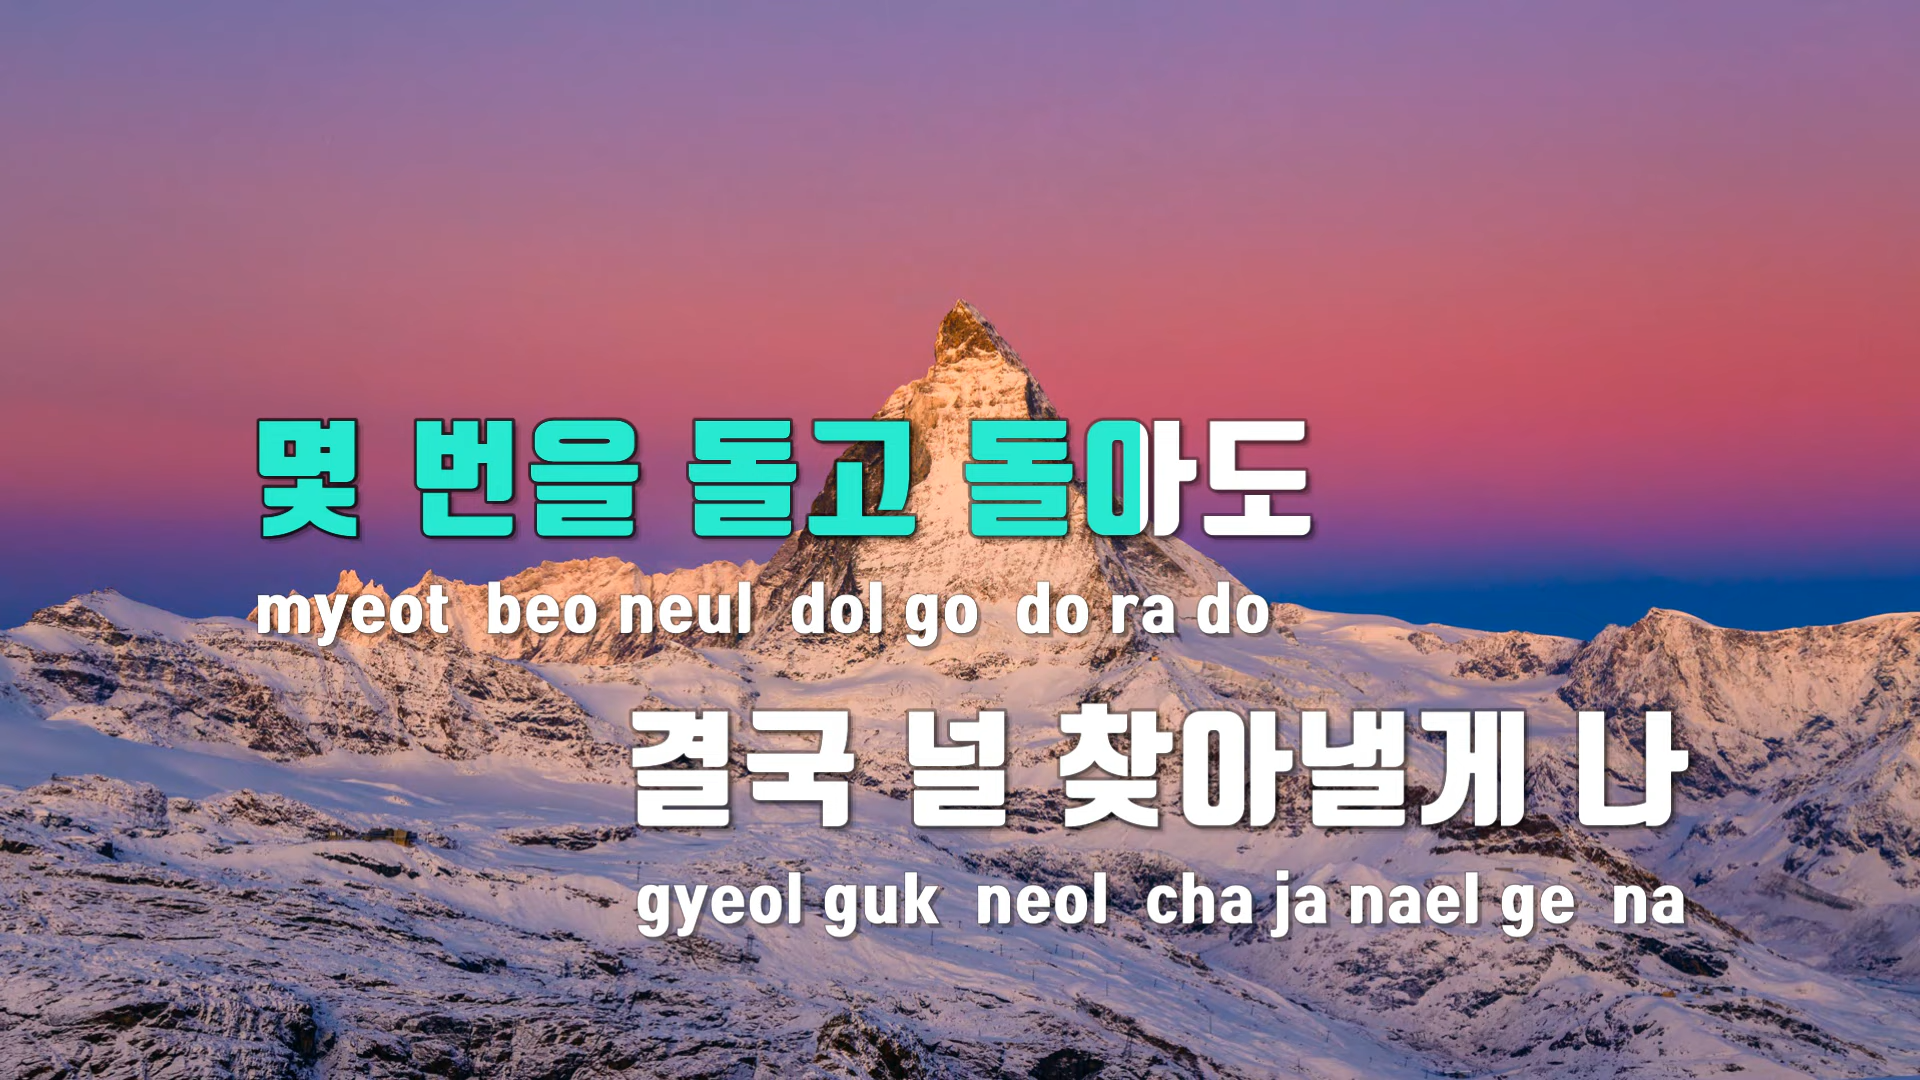 몇 번을 돌고 돌아도
myeot beo neul dol go do ra do
결국 널 찾아낼게 나
gyeol guk neol cha ja nael ge na